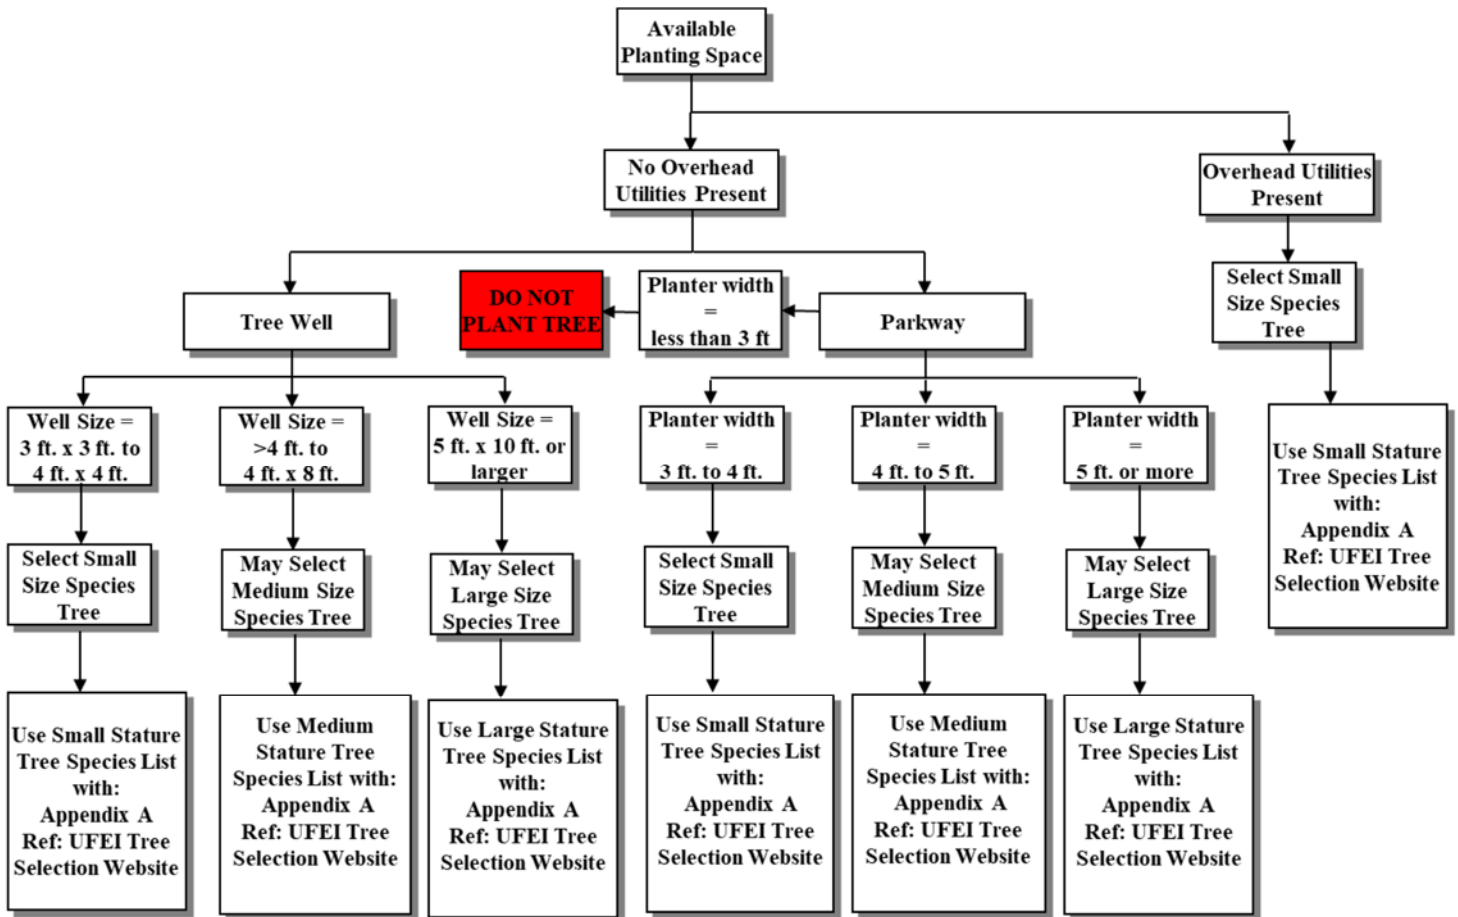 Available
Planting Space
No Overhead
Utilities Present
Overhead Utilities
Present
Tree Well
DO NOT
PLANT TREE
Planter width
=
less than 3 ft
Parkway
Select Small
Size Species
Tree
Well Size =
3 ft. x 3 ft. to
4 ft. x 4 ft.
Well Size =
>4 ft. to
4 ft. x 8 ft.
Well Size =
5 ft. x 10 ft. or
larger
Planter width
=
3 ft. to 4 ft.
Planter width
=
4 ft. to 5 ft.
Planter width
=
5 ft. or more
Use Small Stature
Tree Species List
with:
Appendix A
Ref: UFEI Tree
Selection Website
Select Small
Size Species
Tree
May Select
Medium Size
Species Tree
May Select
Large Size
Species Tree
Select Small
Size Species
Tree
May Select
Medium Size
Species Tree
May Select
Large Size
Species Tree
Use Small Stature
Tree Species List
with:
Appendix A
Ref: UFEI Tree
Selection Website
Use Medium
Stature Tree
Species List with:
Appendix A
Ref: UFEI Tree
Selection Website
Use Large Stature
Tree Species List
with:
Appendix A
Ref: UFEI Tree
Selection Website
Use Small Stature
Tree Species List
with:
Appendix A
Ref: UFEI Tree
Selection Website
Use Medium
Stature Tree
Species List with:
Appendix A
Ref: UFEI Tree
Selection Website
Use Large Stature
Tree Species List
with:
Appendix A
Ref: UFEI Tree
Selection Website